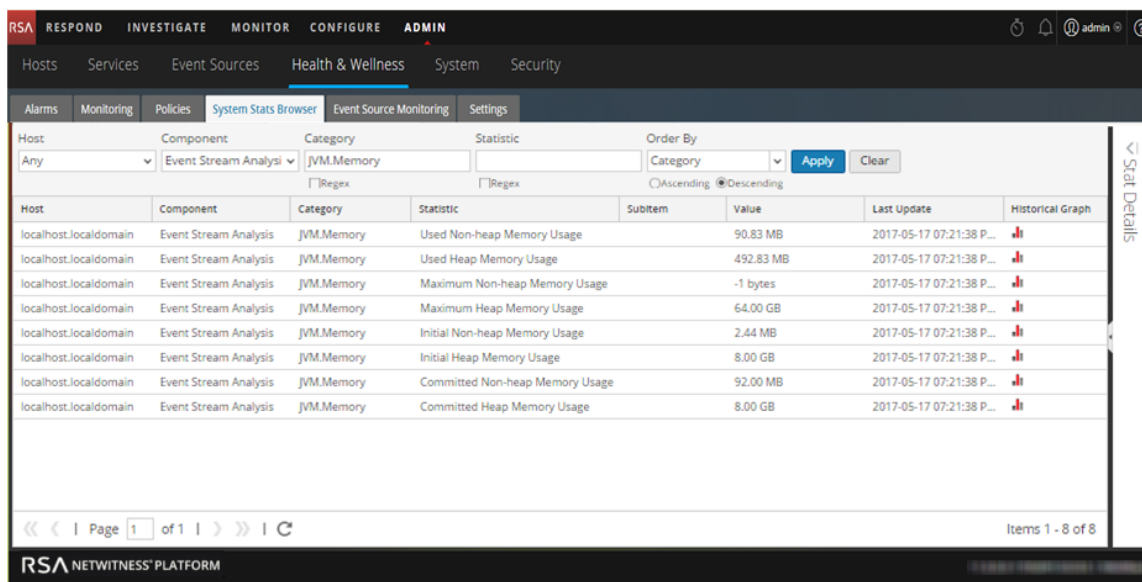 RSA RESPOND INVESTIGATE MONITOR CONFIGURE ADMIN admin
Hosts Services Event Sources Health & Wellness System Security
Alarms Monitoring Policies System Stats Browser Event Source Monitoring Settings
Host Component Category Statistic Order By
Any Event Stream Analysi JVM.Memory Category Apply Clear
Regex Regex Ascending Descending
Stat Details
Host Component Category Statistic SubItem Value Last Update Historical Graph
localhost.localdomain Event Stream Analysis JVM.Memory Used Non-heap Memory Usage 90.83 MB 2017-05-17 07:21:38 P...
localhost.localdomain Event Stream Analysis JVM.Memory Used Heap Memory Usage 492.83 MB 2017-05-17 07:21:38 P...
localhost.localdomain Event Stream Analysis JVM.Memory Maximum Non-heap Memory Usage -1 bytes 2017-05-17 07:21:38 P...
localhost.localdomain Event Stream Analysis JVM.Memory Maximum Heap Memory Usage 64.00 GB 2017-05-17 07:21:38 P...
localhost.localdomain Event Stream Analysis JVM.Memory Initial Non-heap Memory Usage 2.44 MB 2017-05-17 07:21:38 P...
localhost.localdomain Event Stream Analysis JVM.Memory Initial Heap Memory Usage 8.00 GB 2017-05-17 07:21:38 P...
localhost.localdomain Event Stream Analysis JVM.Memory Committed Non-heap Memory Usage 92.00 MB 2017-05-17 07:21:38 P...
localhost.localdomain Event Stream Analysis JVM.Memory Committed Heap Memory Usage 8.00 GB 2017-05-17 07:21:38 P...
Page 1 of 1 Items 1 - 8 of 8
RSA NETWITNESS® PLATFORM